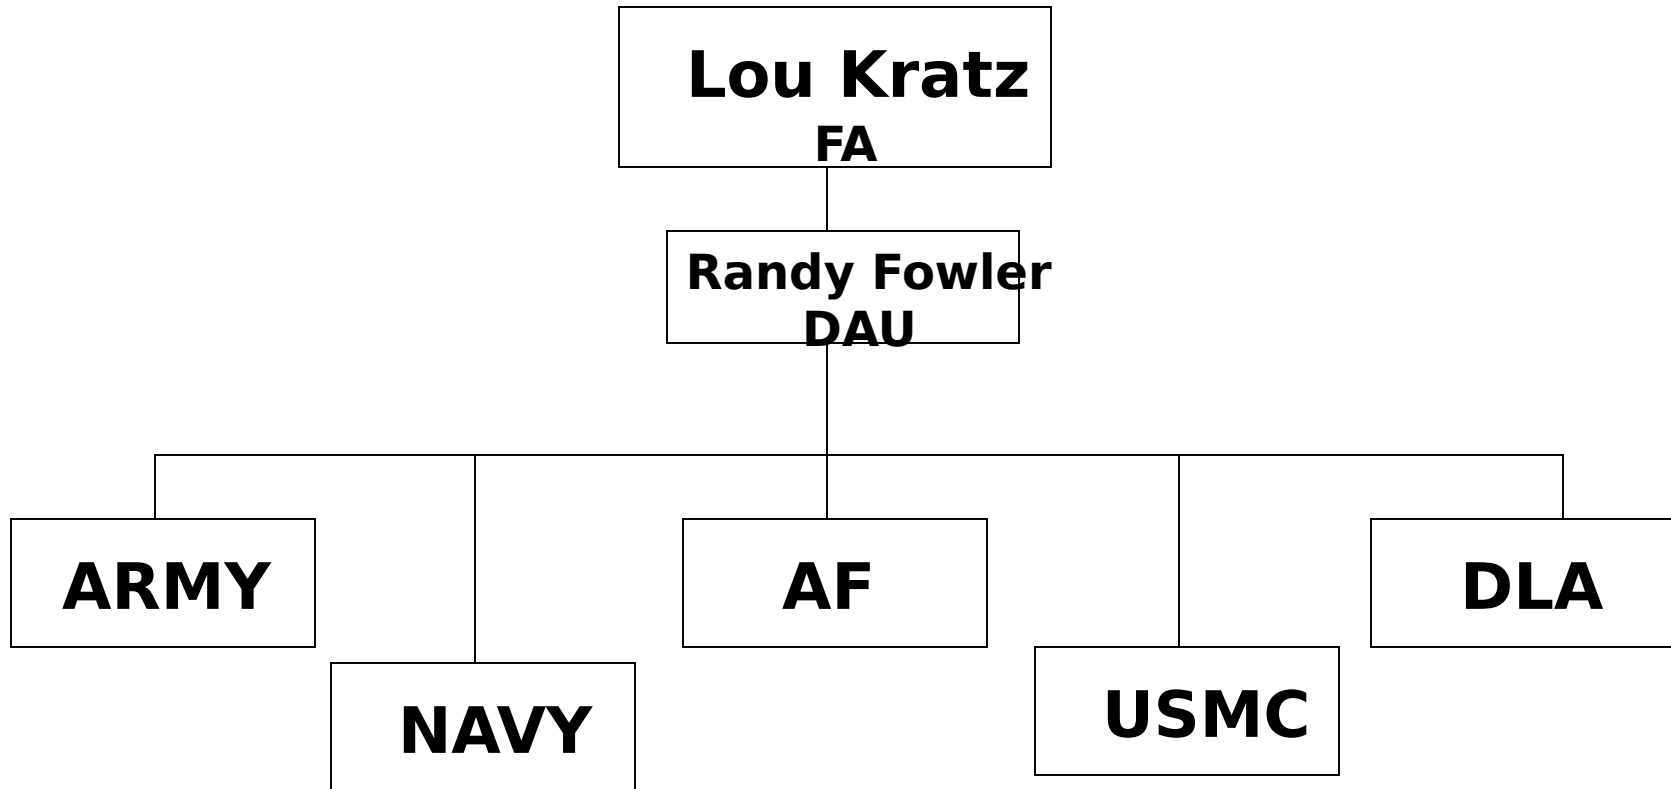 Lou Kratz
FA
Randy Fowler
DAU
ARMY
AF
DLA
NAVY
USMC